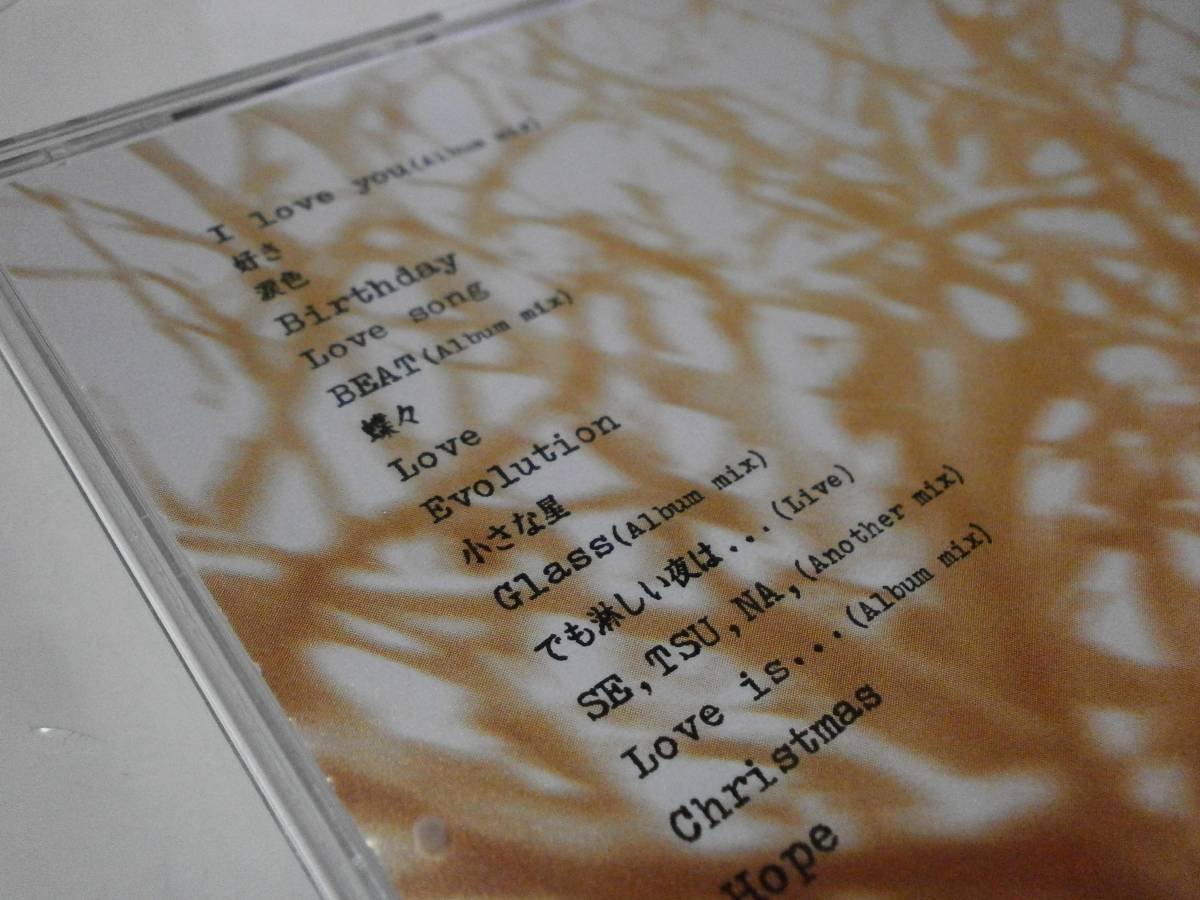 I love you(Album mix)
好き
涙色
Birthday
Love song
BEAT(Album mix)
蝶々
Love
Evolution
小さな星
Glass(Album mix)
でも淋しい夜は...(Live)
SE,TSU,NA,(Another mix)
Love is...(Album mix)
Christmas
Hope